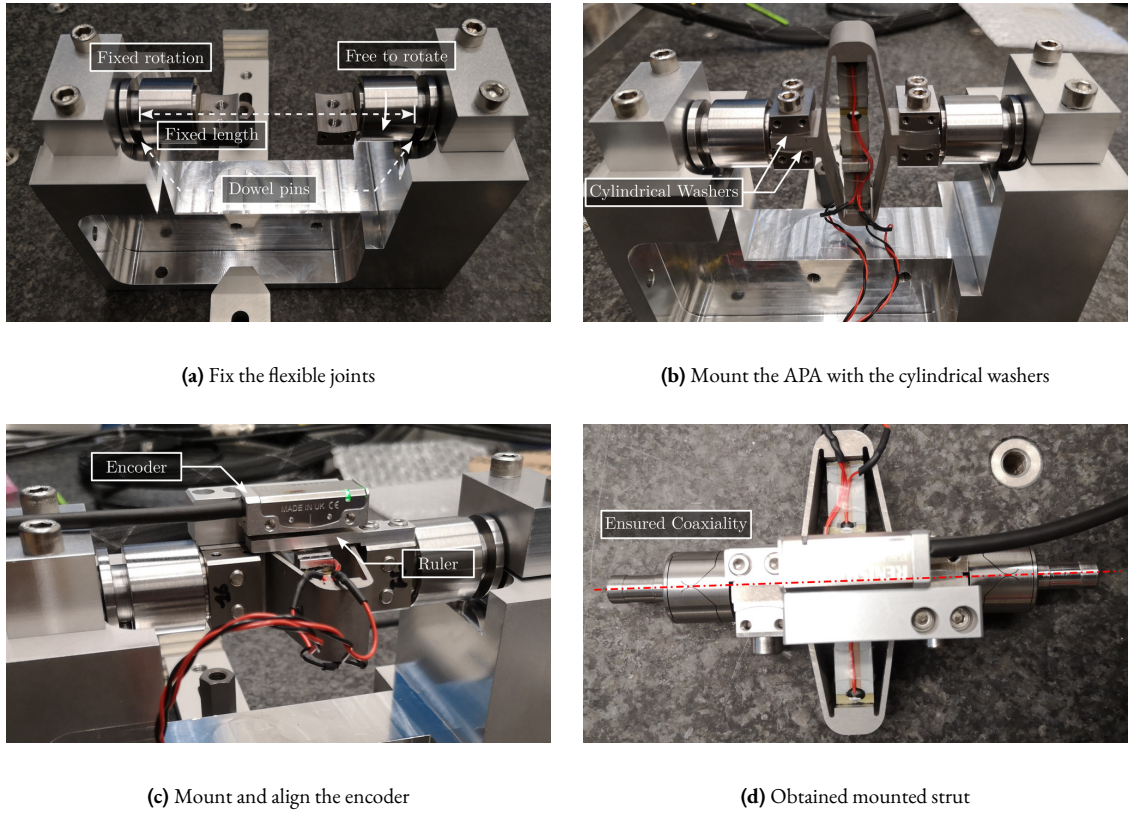 Fixed rotation
Free to rotate
Fixed length
Dowel pins
Cylindrical Washers
(a) Fix the flexible joints
(b) Mount the APA with the cylindrical washers
Encoder
MADE IN UK CE
Ruler
Ensured Coaxiality
(c) Mount and align the encoder
(d) Obtained mounted strut